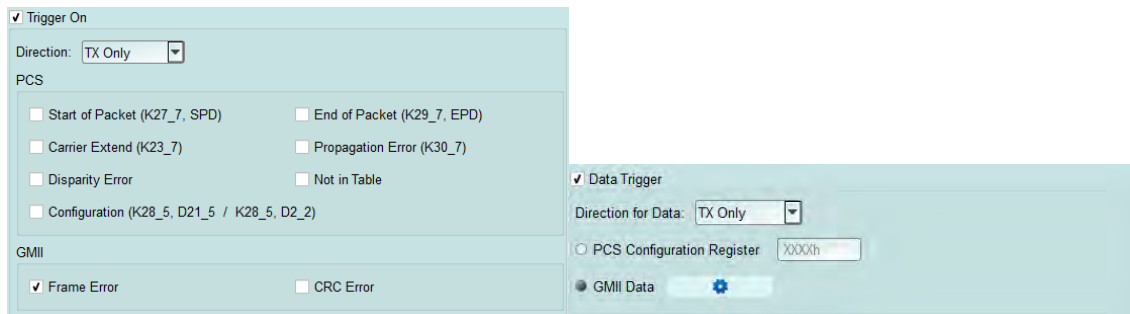 Trigger On
Direction: TX Only
PCS
Start of Packet (K27_7, SPD) End of Packet (K29_7, EPD)
Carrier Extend (K23_7) Propagation Error (K30_7)
Disparity Error Not in Table
Configuration (K28_5, D21_5 / K28_5, D2_2)
GMII
Frame Error CRC Error
Data Trigger
Direction for Data: TX Only
PCS Configuration Register XXXXh
GMII Data